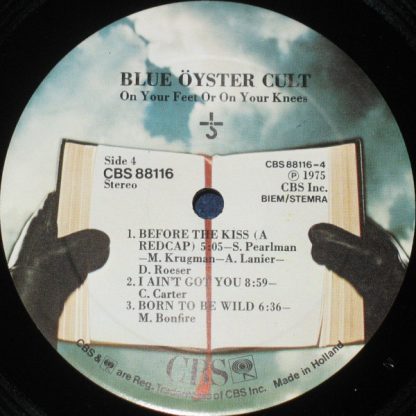 BLUE ÖYSTER CULT
On Your Feet Or On Your Knees
Side 4
CBS 88116
Stereo
CBS 88116-4
Ⓟ 1975
CBS Inc.
BIEM/STEMRA
1. BEFORE THE KISS (A
REDCAP) 5:05—S. Pearlman
—M. Krugman—A. Lanier—
D. Roeser
2. I AIN'T GOT YOU 8:59—
C. Carter
3. BORN TO BE WILD 6:36—
M. Bonfire
CBS
CBS & are Reg. Trademarks of CBS Inc. Made in Holland